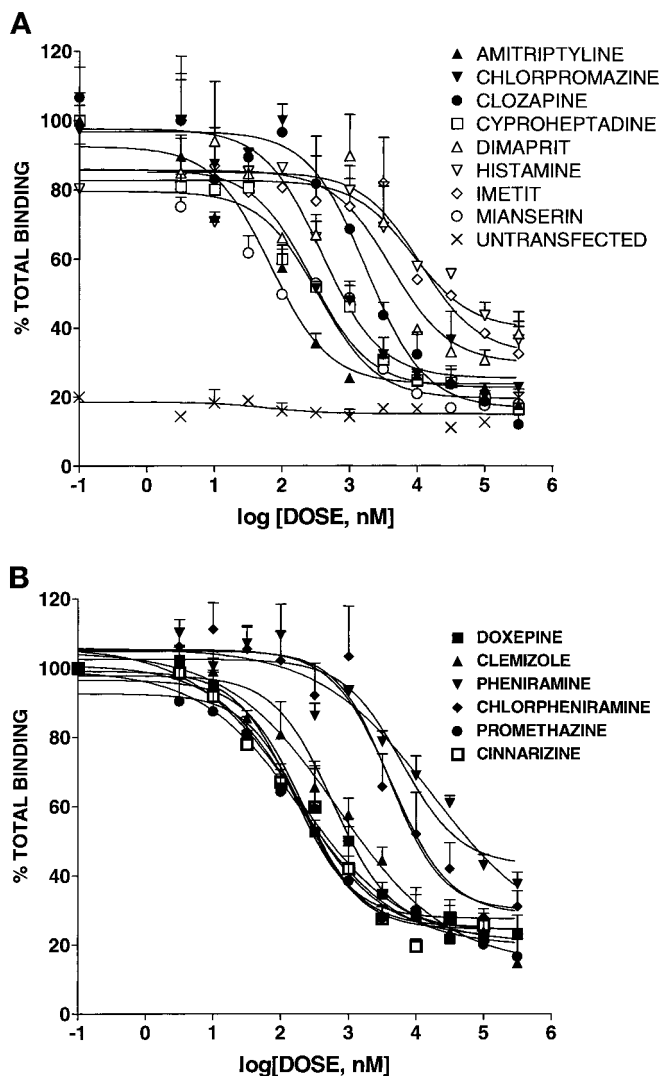 A
120
100
80
60
40
20
0
% TOTAL BINDING
-1 0 1 2 3 4 5 6
log [DOSE, nM]
AMITRIPTYLINE
CHLORPROMAZINE
CLOZAPINE
CYPROHEPTADINE
DIMAPRIT
HISTAMINE
IMETIT
MIANSERIN
UNTRANSFECTED
B
120
100
80
60
40
20
0
% TOTAL BINDING
-1 0 1 2 3 4 5 6
log[DOSE, nM]
DOXEPINE
CLEMIZOLE
PHENIRAMINE
CHLORPHENIRAMINE
PROMETHAZINE
CINNARIZINE